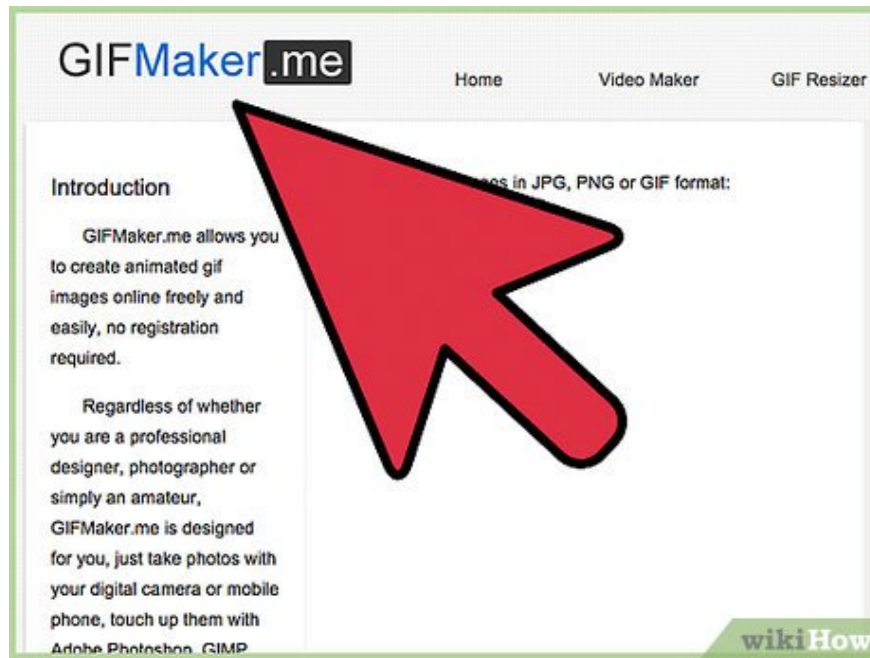 GIFMaker.me
Home Video Maker GIF Resizer
in JPG, PNG or GIF format:
Introduction
GIFMaker.me allows you
to create animated gif
images online freely and
easily, no registration
required.
Regardless of whether
you are a professional
designer, photographer or
simply an amateur,
GIFMaker.me is designed
for you, just take photos with
your digital camera or mobile
phone, touch up them with
Adobe Photoshop, GIMP
wikiHow